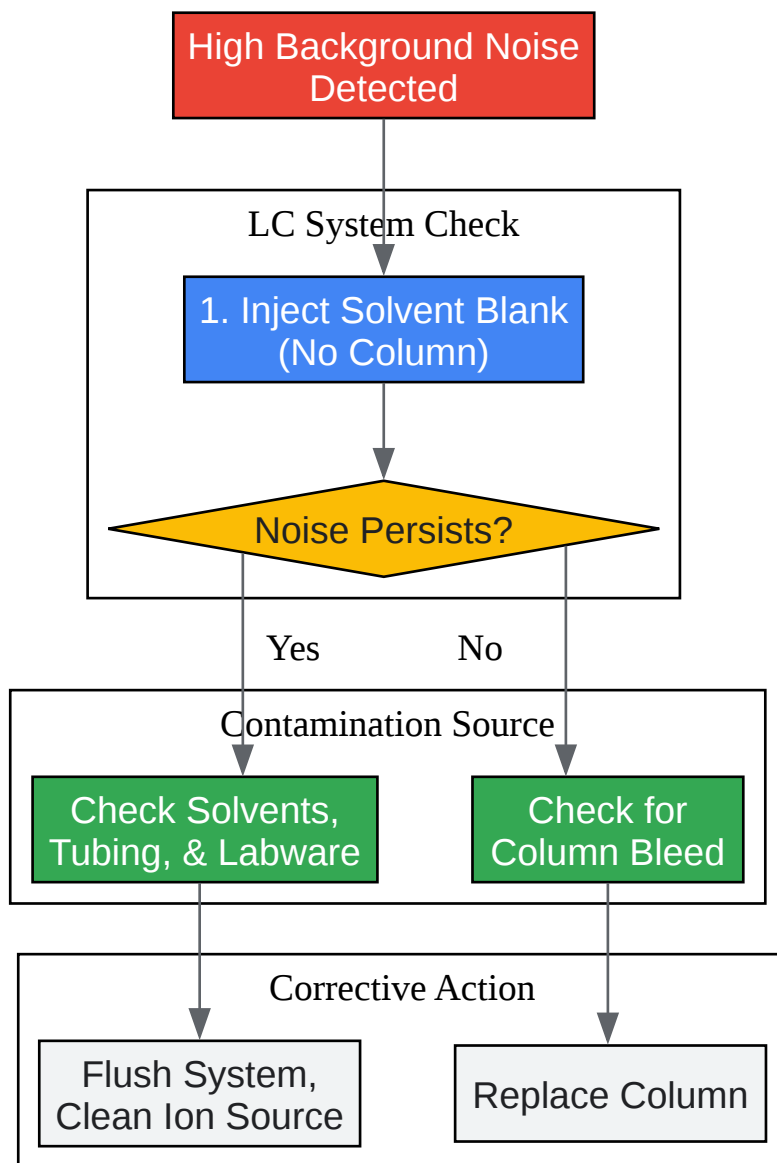 High Background Noise
Detected
LC System Check
1. Inject Solvent Blank
(No Column)
Noise Persists?
Yes
No
Contamination Source
Check Solvents,
Tubing, & Labware
Check for
Column Bleed
Corrective Action
Flush System,
Clean Ion Source
Replace Column